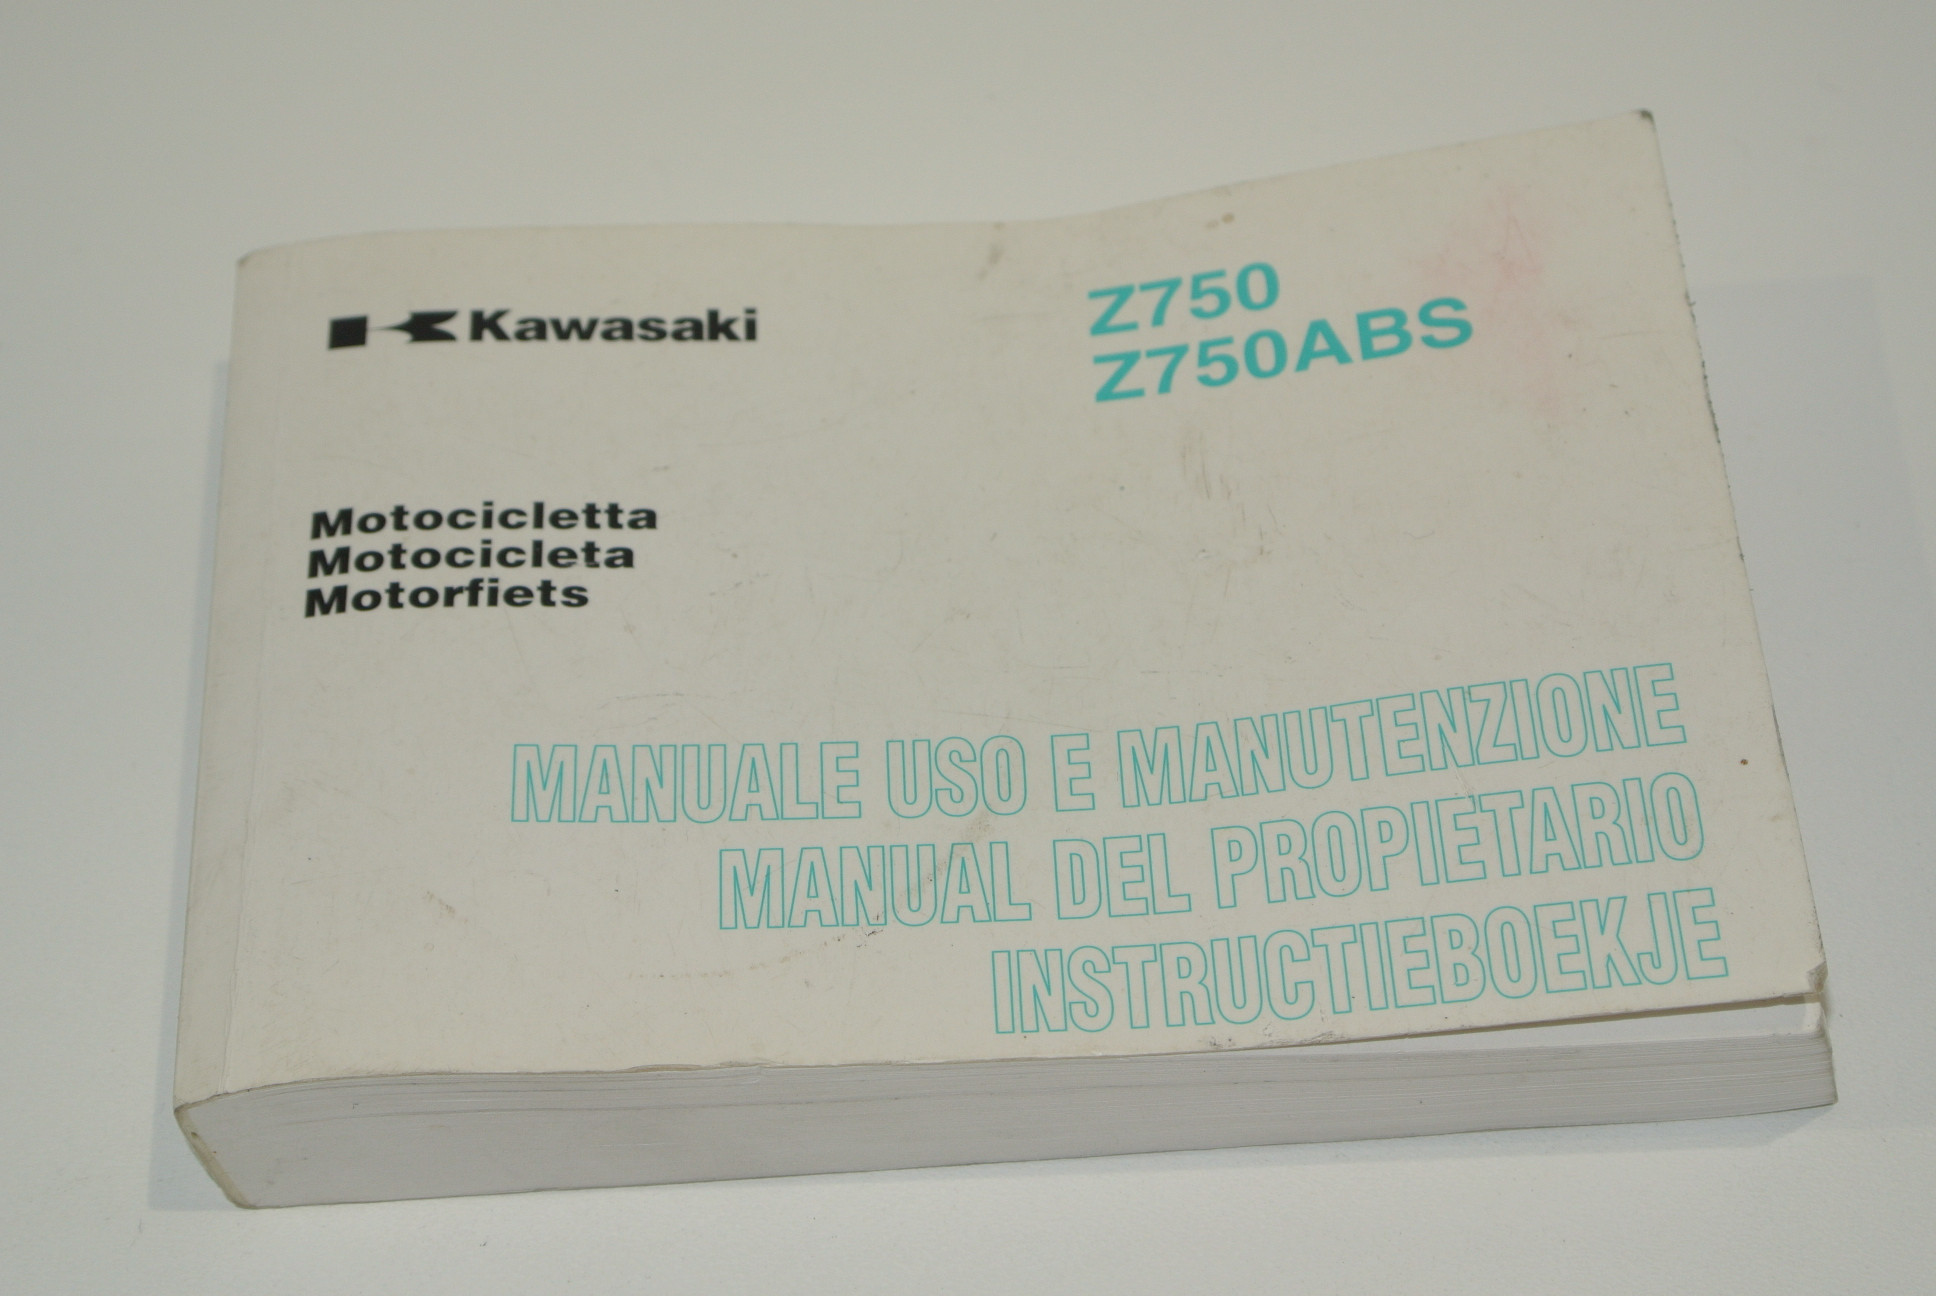 Kawasaki
Z750
Z750ABS
Motocicletta
Motocicleta
Motorfiets
MANUALE USO E MANUTENZIONE
MANUAL DEL PROPIETARIO
INSTRUCTIEBOEKJE